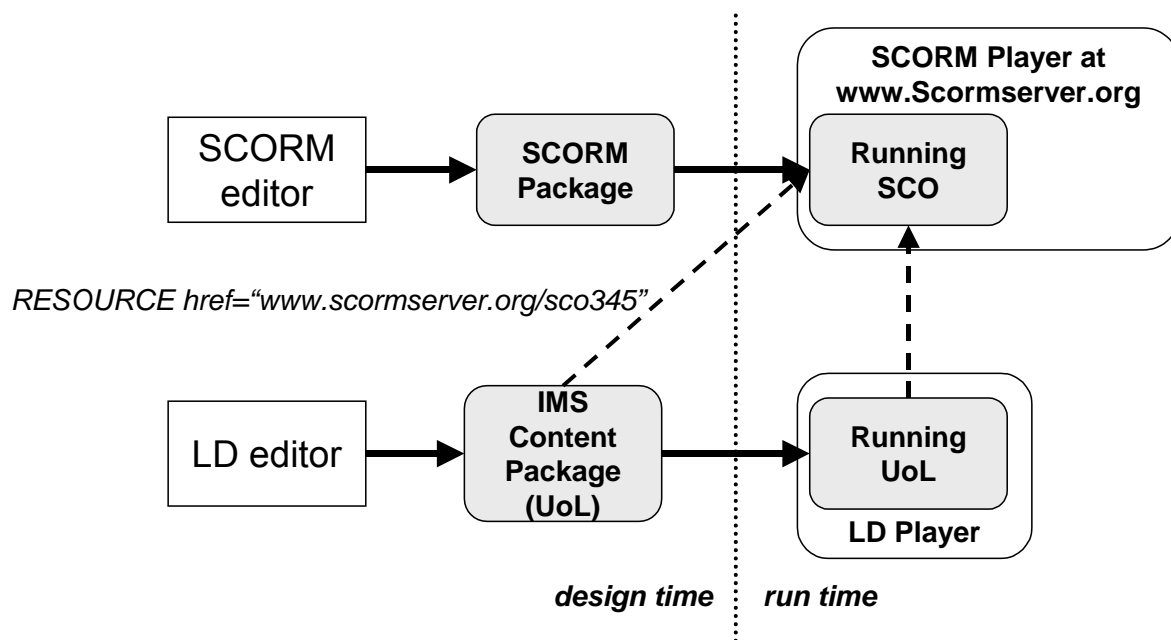 SCORM Player at
www.Scormserver.org
SCORM
editor
SCORM
Package
Running
SCO
RESOURCE href=“www.scormserver.org/sco345”
LD editor
IMS
Content
Package
(UoL)
Running
UoL
LD Player
design time
run time